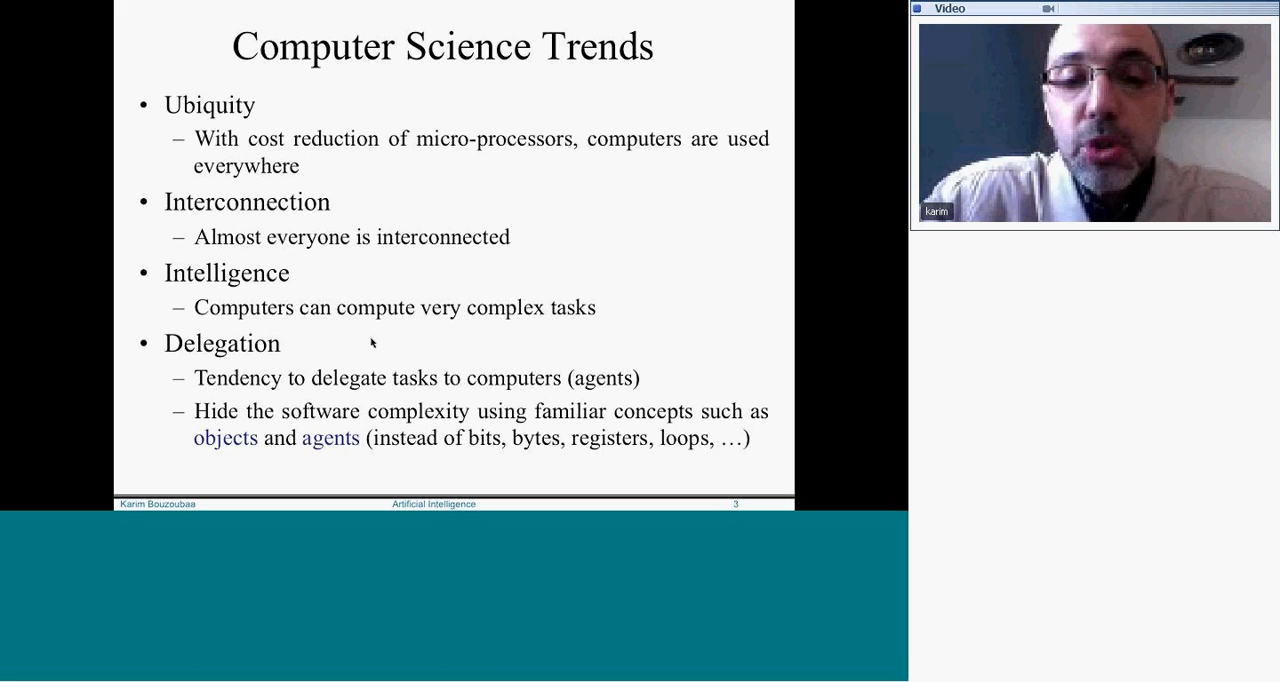 Computer Science Trends
• Ubiquity
– With cost reduction of micro-processors, computers are used
everywhere
• Interconnection
– Almost everyone is interconnected
• Intelligence
– Computers can compute very complex tasks
• Delegation
– Tendency to delegate tasks to computers (agents)
– Hide the software complexity using familiar concepts such as
objects and agents (instead of bits, bytes, registers, loops, …)
Karim Bouzoubaa Artificial Intelligence 3
Video
karim